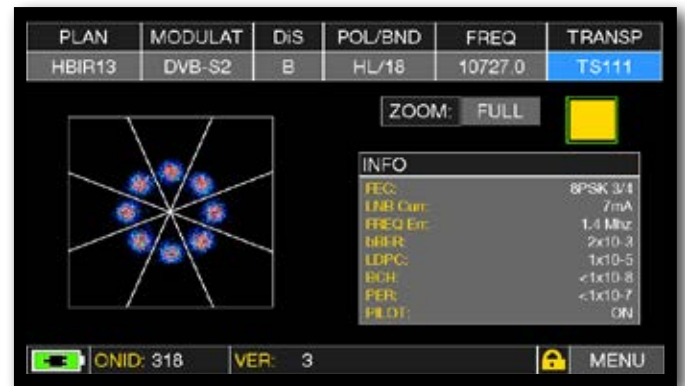 PLAN MODULAT DiS POL/BND FREQ TRANSP
HBIR13 DVB-S2 B HL/18 10727.0 TS111
ZOOM: FULL
INFO
FEC: 8PSK 3/4
LNB Curr: 7mA
FREQ Err: 1.4 Mhz
bBER: 2x10-3
LDPC: 1x10-5
BCH: <1x10-8
PER: <1x10-7
PILOT: ON
ONID: 318 VER: 3 MENU